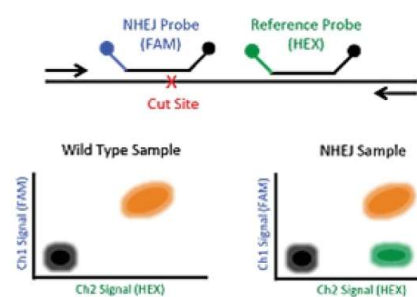 NHEJ Probe
(FAM)
Reference Probe
(HEX)
Cut Site
Wild Type Sample
NHEJ Sample
Ch1 Signal (FAM)
Ch2 Signal (HEX)
Ch1 Signal (FAM)
Ch2 Signal (HEX)